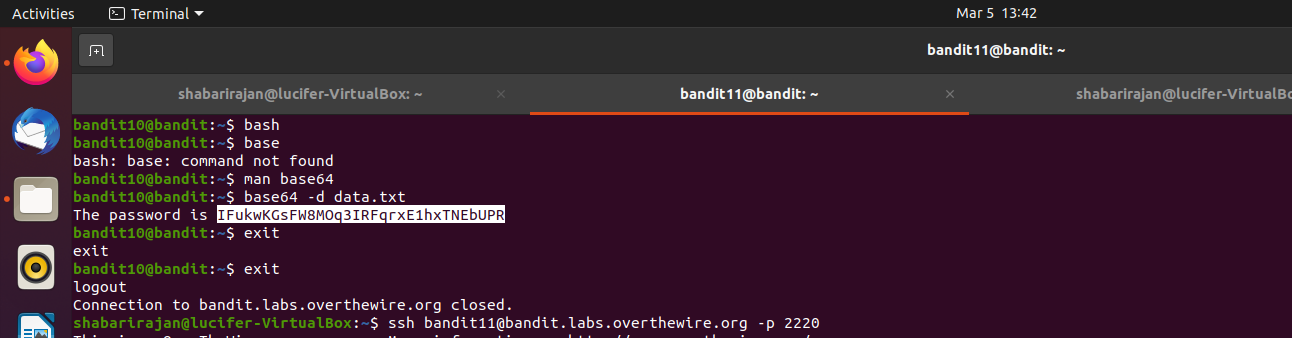 Activities Terminal Mar 5 13:42
bandit11@bandit: ~
shabarirajan@lucifer-VirtualBox: ~ × bandit11@bandit: ~ × shabarirajan@lucifer-VirtualBo
bandit10@bandit:~$ bash
bandit10@bandit:~$ base
bash: base: command not found
bandit10@bandit:~$ man base64
bandit10@bandit:~$ base64 -d data.txt
The password is IFukwKGsFW8MOq3IRFqrxE1hxTNEbUPR
bandit10@bandit:~$ exit
exit
bandit10@bandit:~$ exit
logout
Connection to bandit.labs.overthewire.org closed.
shabarirajan@lucifer-VirtualBox:~$ ssh bandit11@bandit.labs.overthewire.org -p 2220